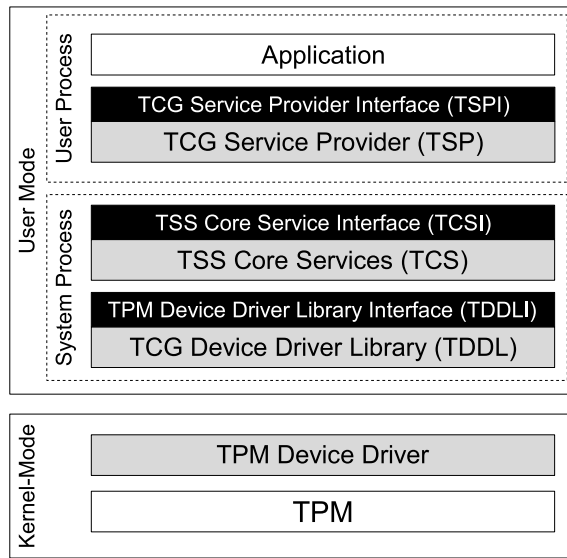 User Mode
User Process
Application
TCG Service Provider Interface (TSPI)
TCG Service Provider (TSP)
System Process
TSS Core Service Interface (TCSI)
TSS Core Services (TCS)
TPM Device Driver Library Interface (TDDLI)
TCG Device Driver Library (TDDL)
Kernel-Mode
TPM Device Driver
TPM